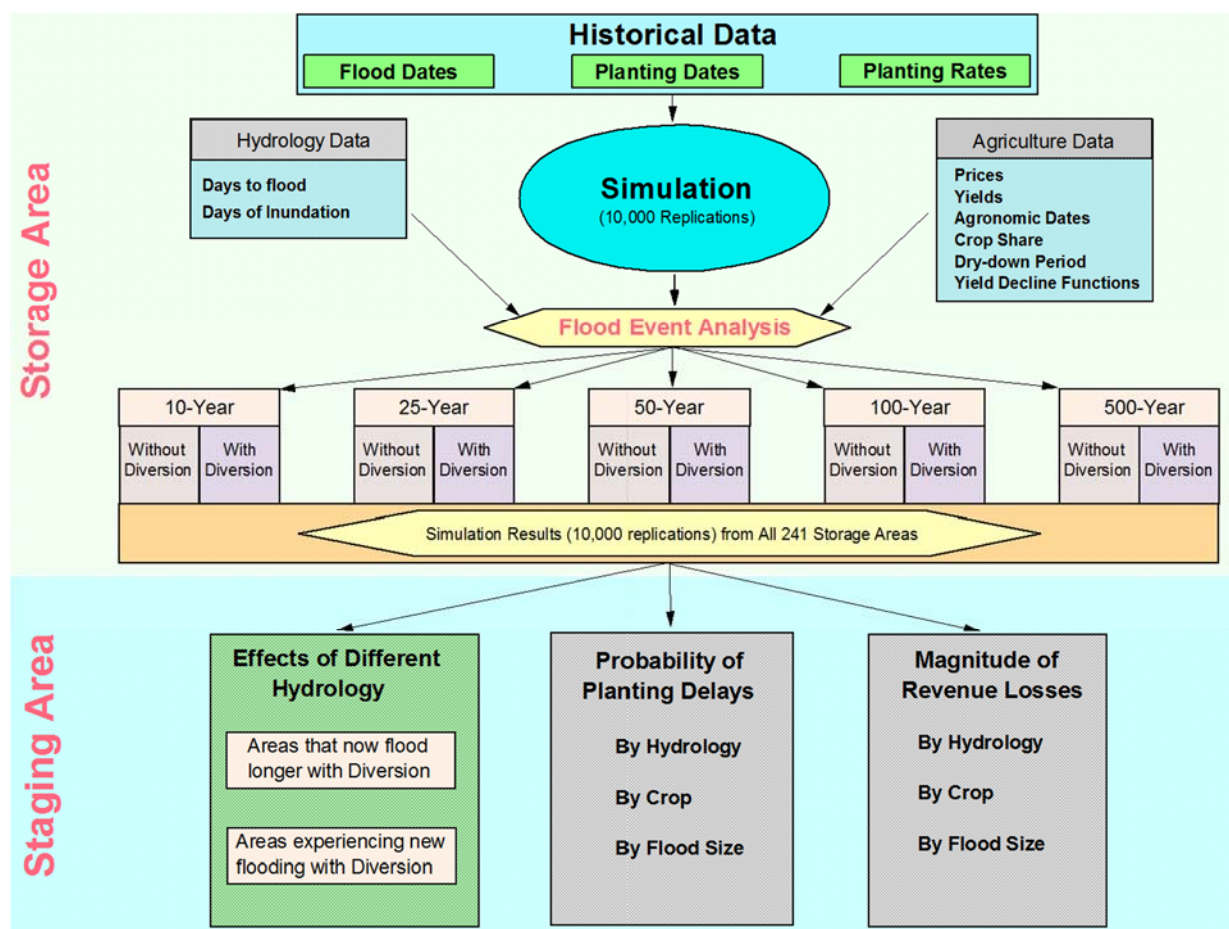 Historical Data
Flood Dates
Planting Dates
Planting Rates
Hydrology Data
Days to flood
Days of Inundation
Simulation
(10,000 Replications)
Agriculture Data
Prices
Yields
Agronomic Dates
Crop Share
Dry-down Period
Yield Decline Functions
Storage Area
Flood Event Analysis
10-Year
Without
Diversion
With
Diversion
25-Year
Without
Diversion
With
Diversion
50-Year
Without
Diversion
With
Diversion
100-Year
Without
Diversion
With
Diversion
500-Year
Without
Diversion
With
Diversion
Simulation Results (10,000 replications) from All 241 Storage Areas
Staging Area
Effects of Different
Hydrology
Areas that now flood
longer with Diversion
Areas experiencing new
flooding with Diversion
Probability of
Planting Delays
By Hydrology
By Crop
By Flood Size
Magnitude of
Revenue Losses
By Hydrology
By Crop
By Flood Size